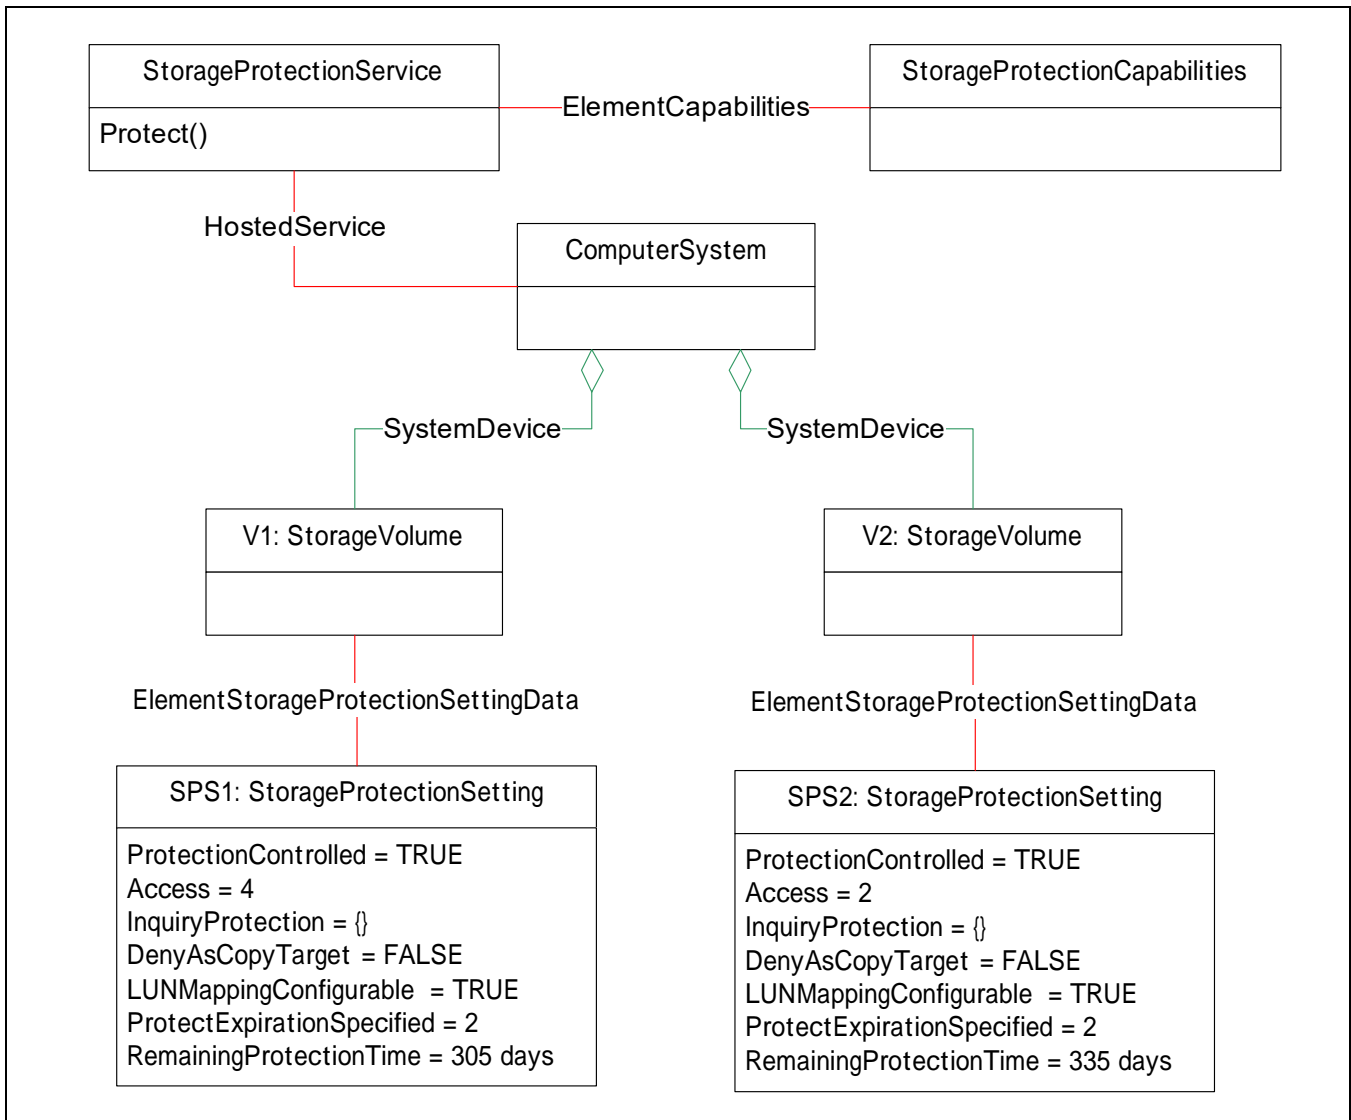 StorageProtectionService
StorageProtectionCapabilities
ElementCapabilities
Protect()
HostedService
ComputerSystem
SystemDevice
SystemDevice
V1: StorageVolume
V2: StorageVolume
ElementStorageProtectionSettingData
ElementStorageProtectionSettingData
SPS1: StorageProtectionSetting
ProtectionControlled = TRUE
Access = 4
InquiryProtection = {}
DenyAsCopyTarget = FALSE
LUNMappingConfigurable = TRUE
ProtectExpirationSpecified = 2
RemainingProtectionTime = 305 days
SPS2: StorageProtectionSetting
ProtectionControlled = TRUE
Access = 2
InquiryProtection = {}
DenyAsCopyTarget = FALSE
LUNMappingConfigurable = TRUE
ProtectExpirationSpecified = 2
RemainingProtectionTime = 335 days